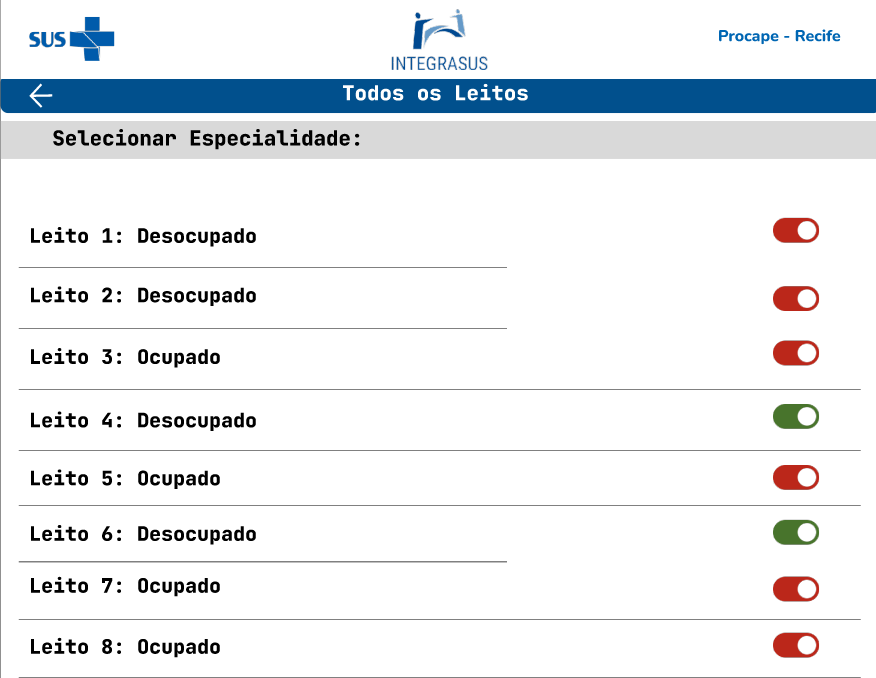 SUS
INTEGRASUS
Procape - Recife
Todos os Leitos
Selecionar Especialidade:
Leito 1: Desocupado
Leito 2: Desocupado
Leito 3: Ocupado
Leito 4: Desocupado
Leito 5: Ocupado
Leito 6: Desocupado
Leito 7: Ocupado
Leito 8: Ocupado